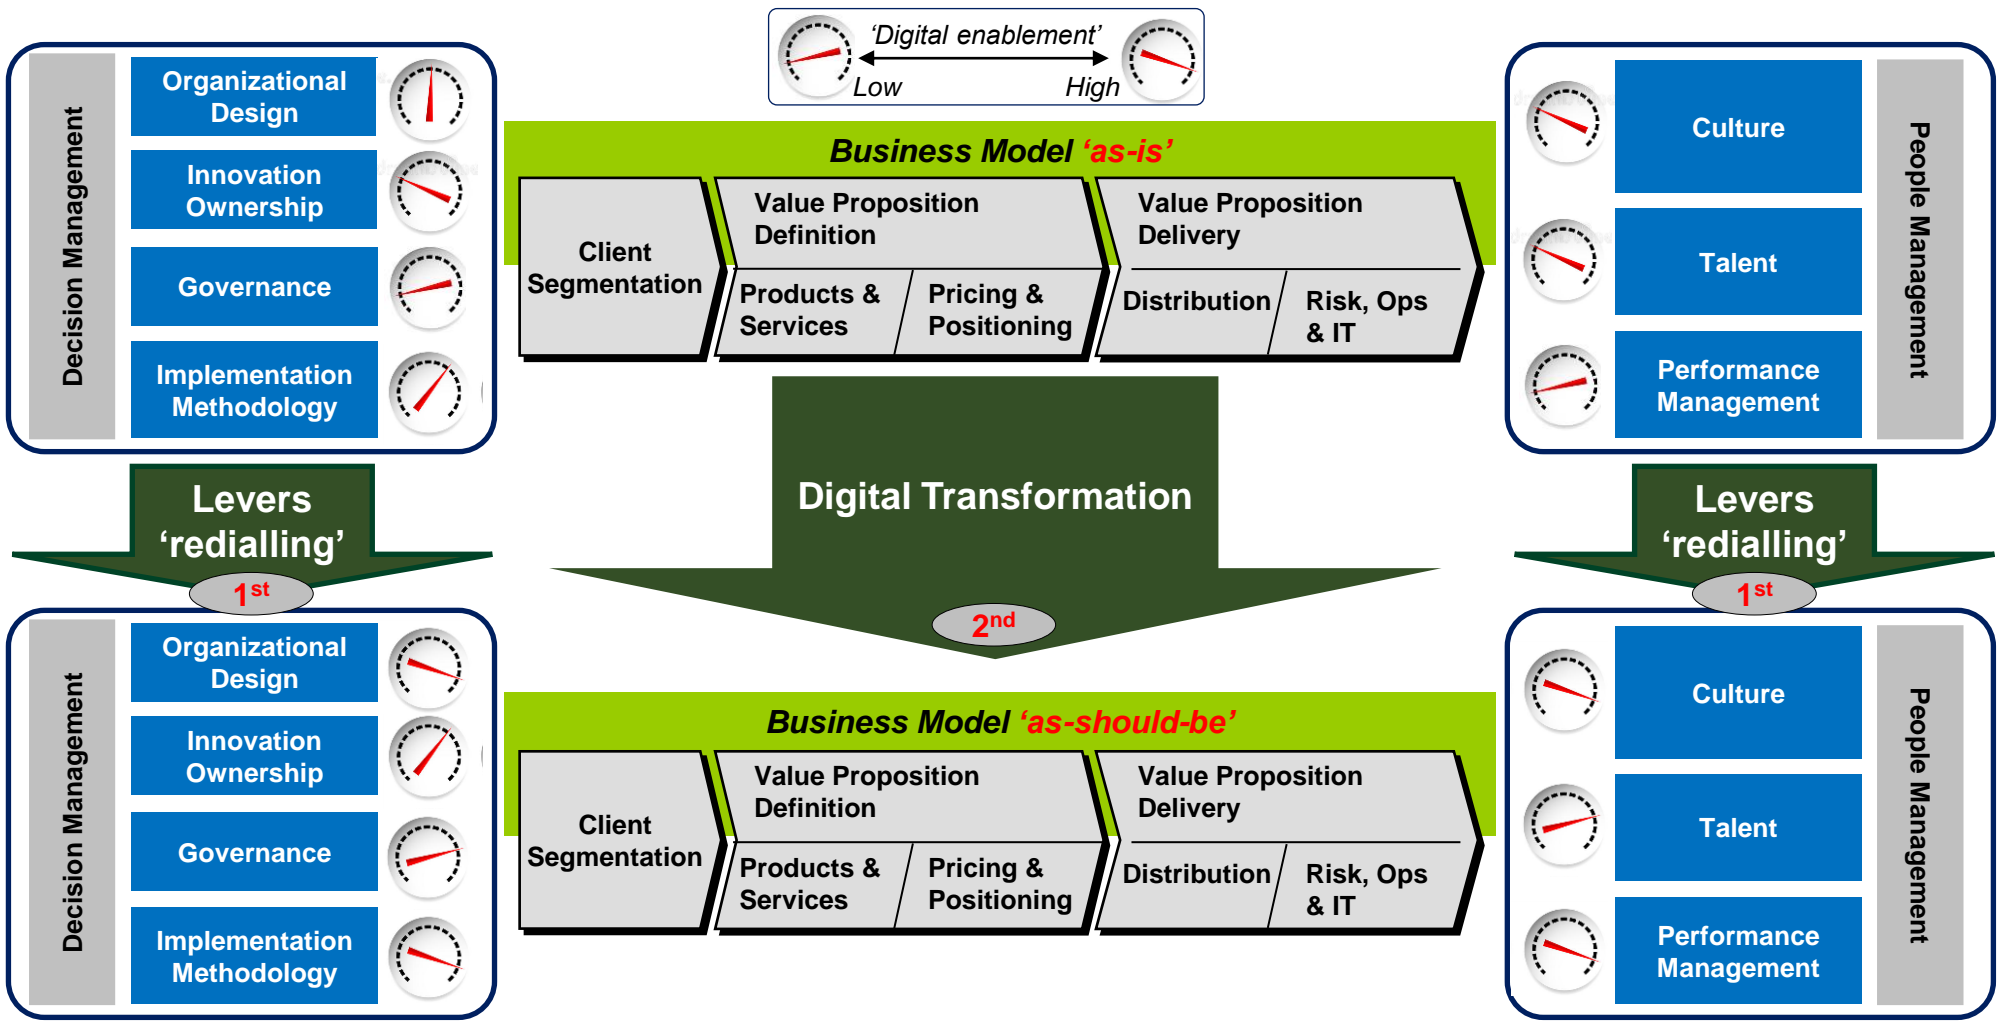 ‘Digital enablement’
Low
High
Decision Management
Organizational
Design
Innovation
Ownership
Governance
Implementation
Methodology
Business Model ‘as-is’
Client
Segmentation
Value Proposition
Definition
Products &
Services
Pricing &
Positioning
Value Proposition
Delivery
Distribution
Risk, Ops
& IT
Culture
Talent
Performance
Management
People Management
Levers
‘redialling’
1st
Digital Transformation
2nd
Levers
‘redialling’
1st
Decision Management
Organizational
Design
Innovation
Ownership
Governance
Implementation
Methodology
Business Model ‘as-should-be’
Client
Segmentation
Value Proposition
Definition
Products &
Services
Pricing &
Positioning
Value Proposition
Delivery
Distribution
Risk, Ops
& IT
Culture
Talent
Performance
Management
People Management